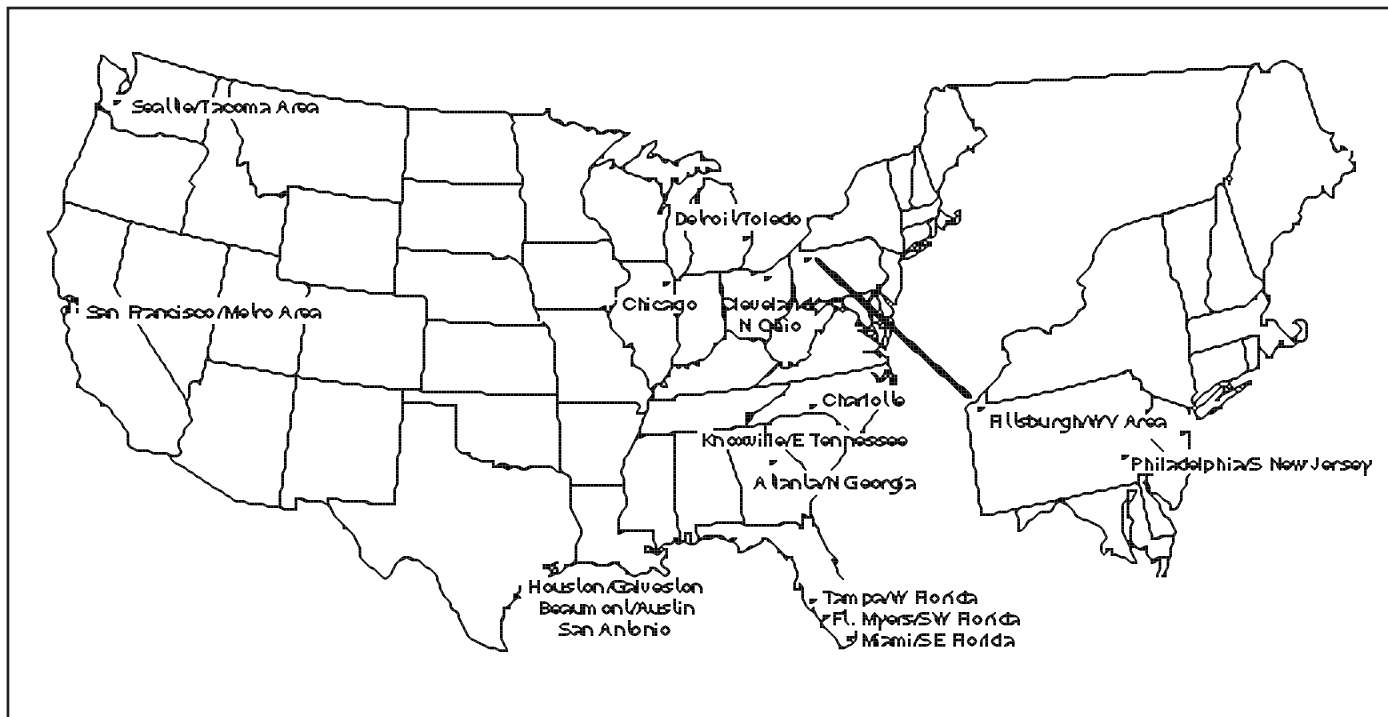 Seattle/Tacoma Area
Detroit/Toledo
San Francisco/Metro Area
Chicago
Cleveland/
N Ohio
Charlotte
Pittsburgh/WV Area
Knoxville/E Tennessee
Philadelphia/S New Jersey
Atlanta/N Georgia
Houston/Galveston
Beaumont/Austin
San Antonio
Tampa/W Florida
Ft. Myers/SW Florida
Miami/SE Florida